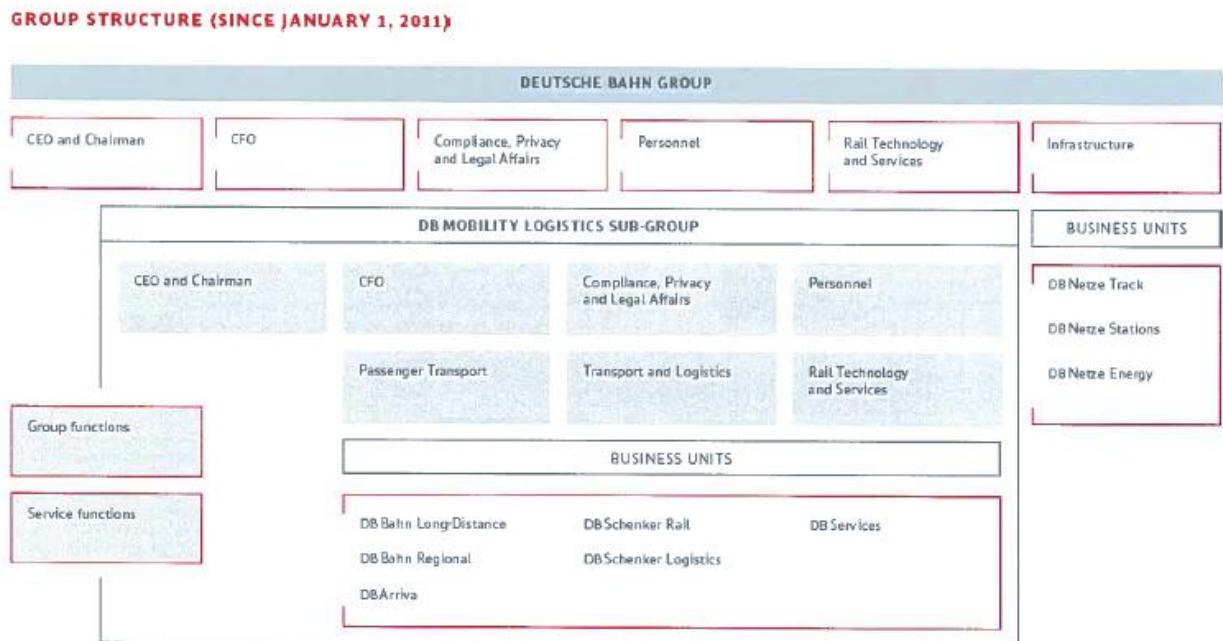 GROUP STRUCTURE (SINCE JANUARY 1, 2011)
DEUTSCHE BAHN GROUP
CEO and Chairman
CFO
Compliance, Privacy
and Legal Affairs
Personnel
Rail Technology
and Services
Infrastructure
DB MOBILITY LOGISTICS SUB-GROUP
BUSINESS UNITS
CEO and Chairman
CFO
Compliance, Privacy
and Legal Affairs
Personnel
DB Netze Track
DB Netze Stations
DB Netze Energy
Passenger Transport
Transport and Logistics
Rail Technology
and Services
Group functions
Service functions
BUSINESS UNITS
DB Bahn Long-Distance
DB Schenker Rail
DB Services
DB Bahn Regional
DB Schenker Logistics
DB Arriva